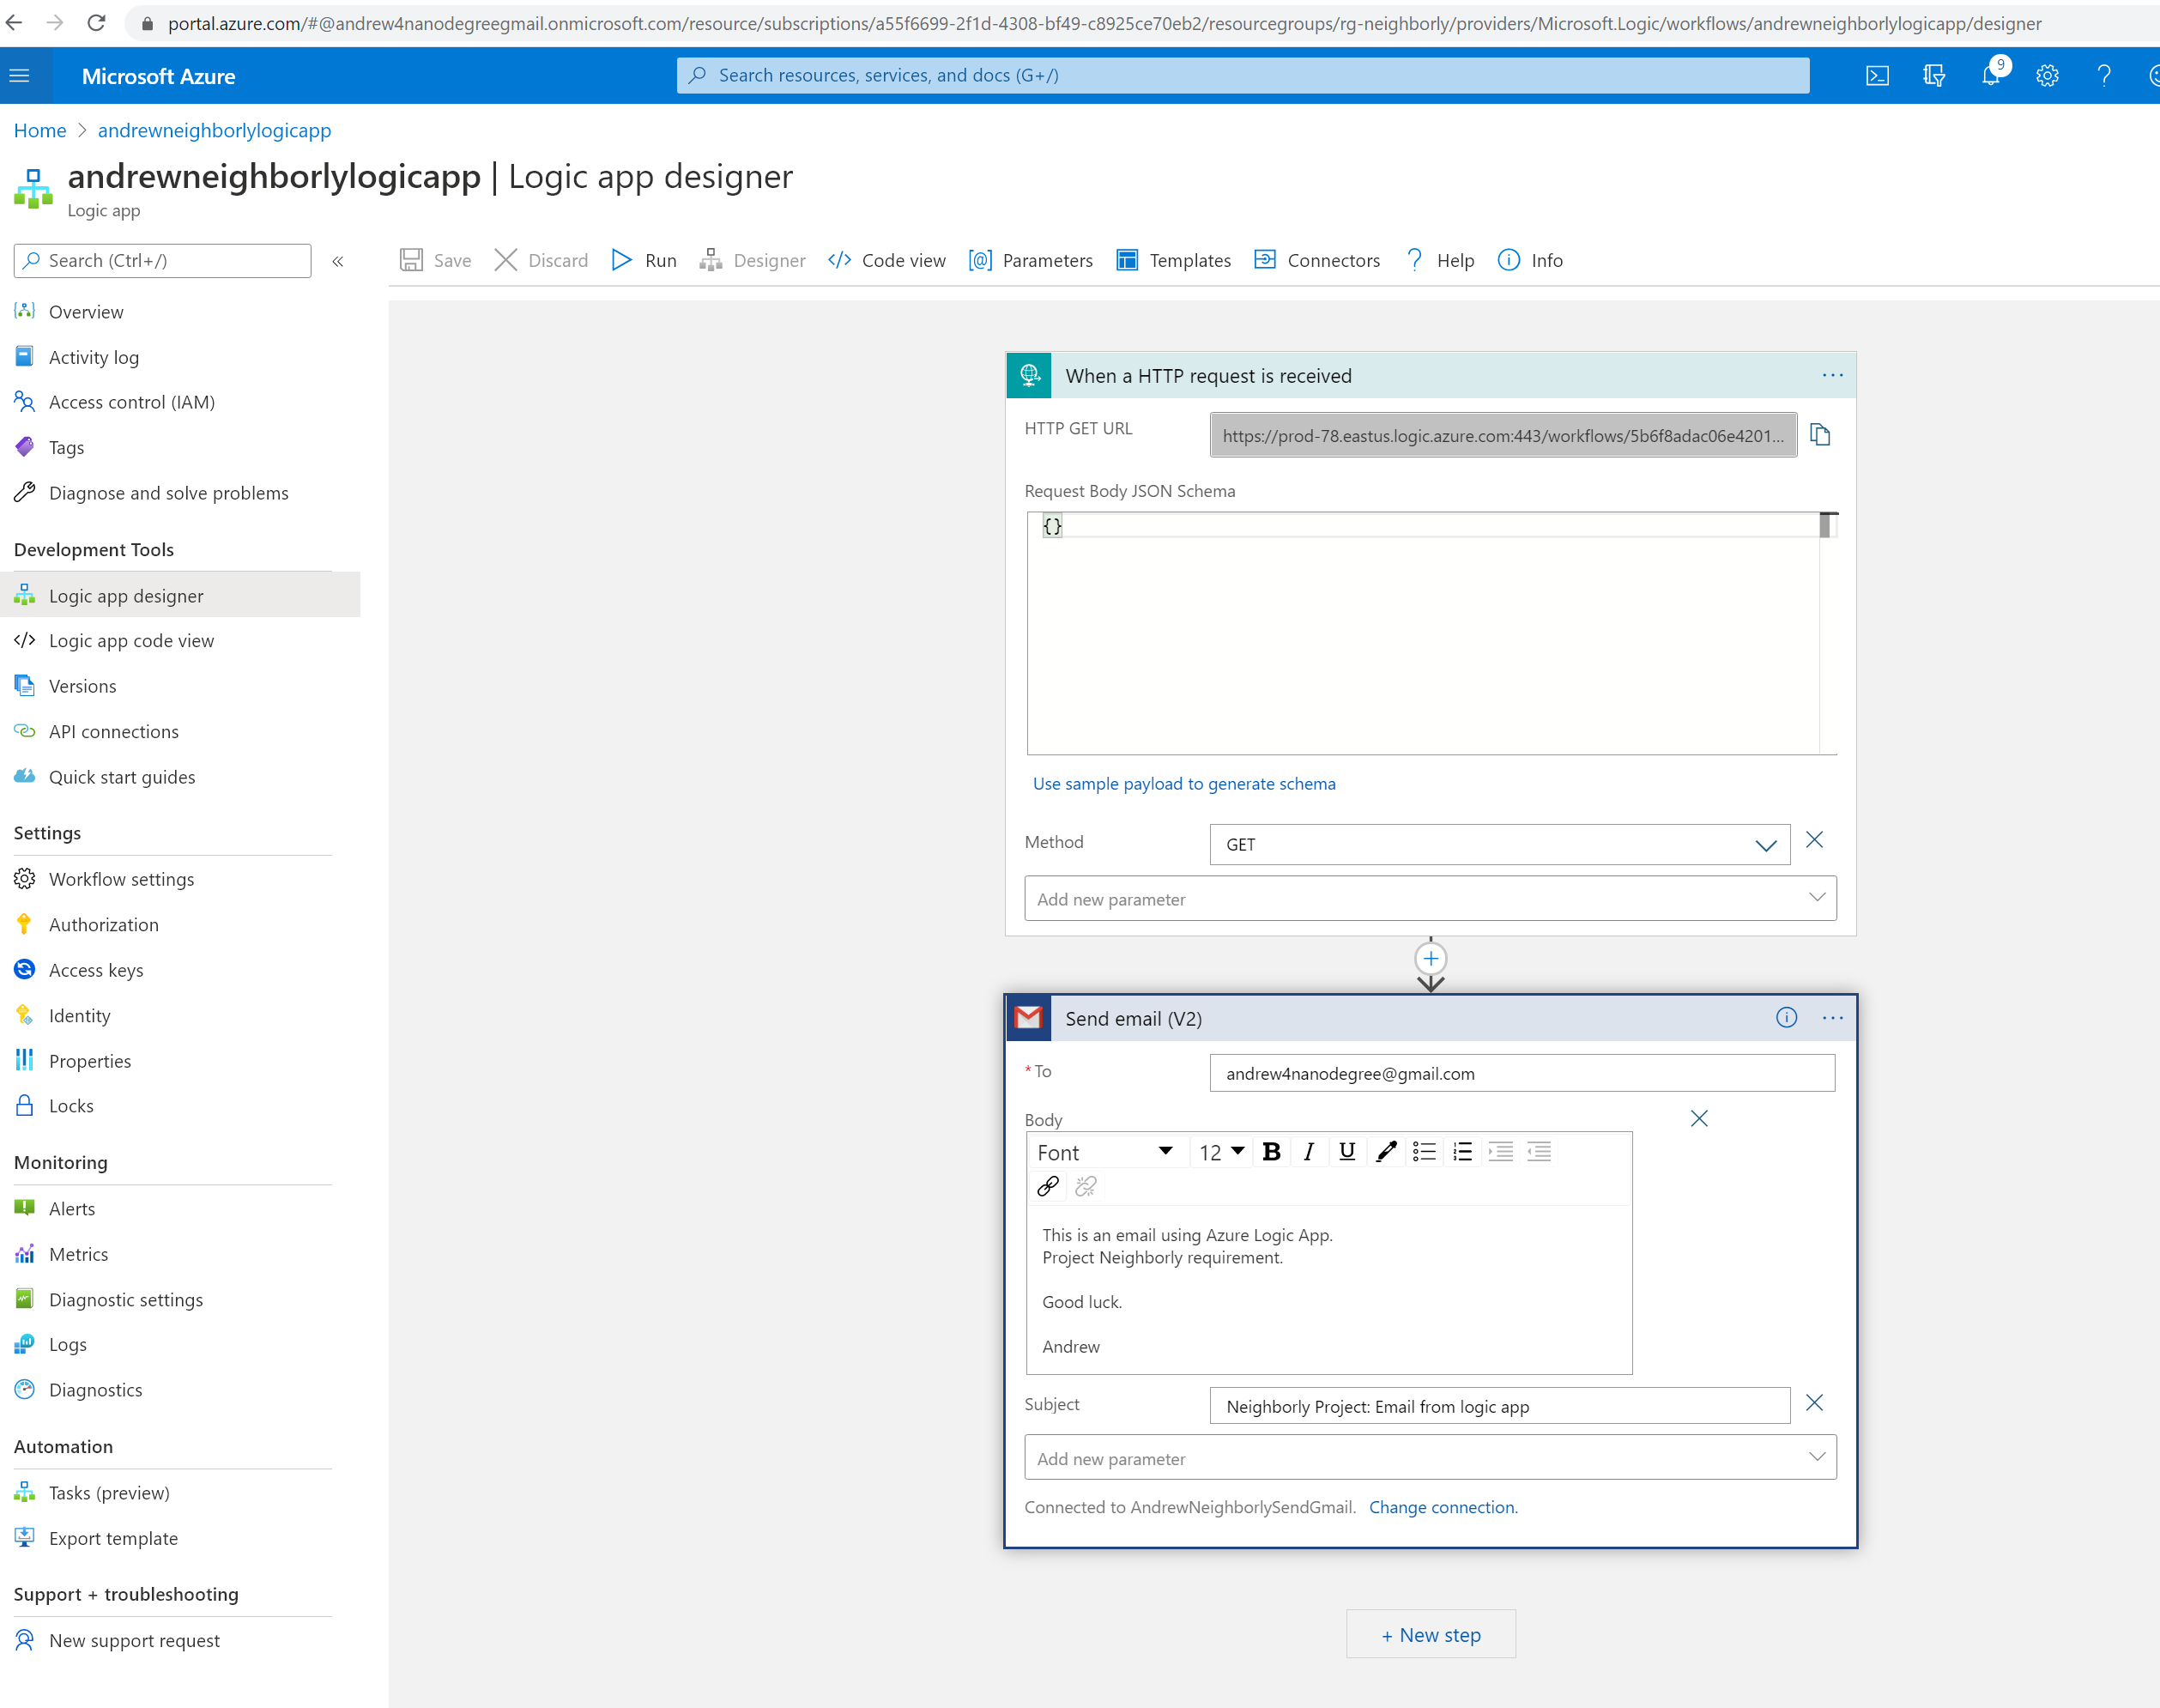 portal.azure.com/#@andrew4nanodegreegmail.onmicrosoft.com/resource/subscriptions/a55f6699-2f1d-4308-bf49-c8925ce70eb2/resourcegroups/rg-neighborly/providers/Microsoft.Logic/workflows/andrewneighborlylogicapp/designer
Microsoft Azure
Search resources, services, and docs (G+/)
9
Home > andrewneighborlylogicapp
andrewneighborlylogicapp | Logic app designer
Logic app
Search (Ctrl+/)
«
Save Discard Run Designer Code view Parameters Templates Connectors Help Info
Overview
Activity log
Access control (IAM)
Tags
Diagnose and solve problems
Development Tools
Logic app designer
Logic app code view
Versions
API connections
Quick start guides
Settings
Workflow settings
Authorization
Access keys
Identity
Properties
Locks
Monitoring
Alerts
Metrics
Diagnostic settings
Logs
Diagnostics
Automation
Tasks (preview)
Export template
Support + troubleshooting
New support request
When a HTTP request is received
HTTP GET URL
https://prod-78.eastus.logic.azure.com:443/workflows/5b6f8adac06e4201...
Request Body JSON Schema
{}
Use sample payload to generate schema
Method
GET
Add new parameter
Send email (V2)
* To
andrew4nanodegree@gmail.com
Body
Font 12 B I U
This is an email using Azure Logic App.
Project Neighborly requirement.
Good luck.
Andrew
Subject
Neighborly Project: Email from logic app
Add new parameter
Connected to AndrewNeighborlySendGmail. Change connection.
+ New step